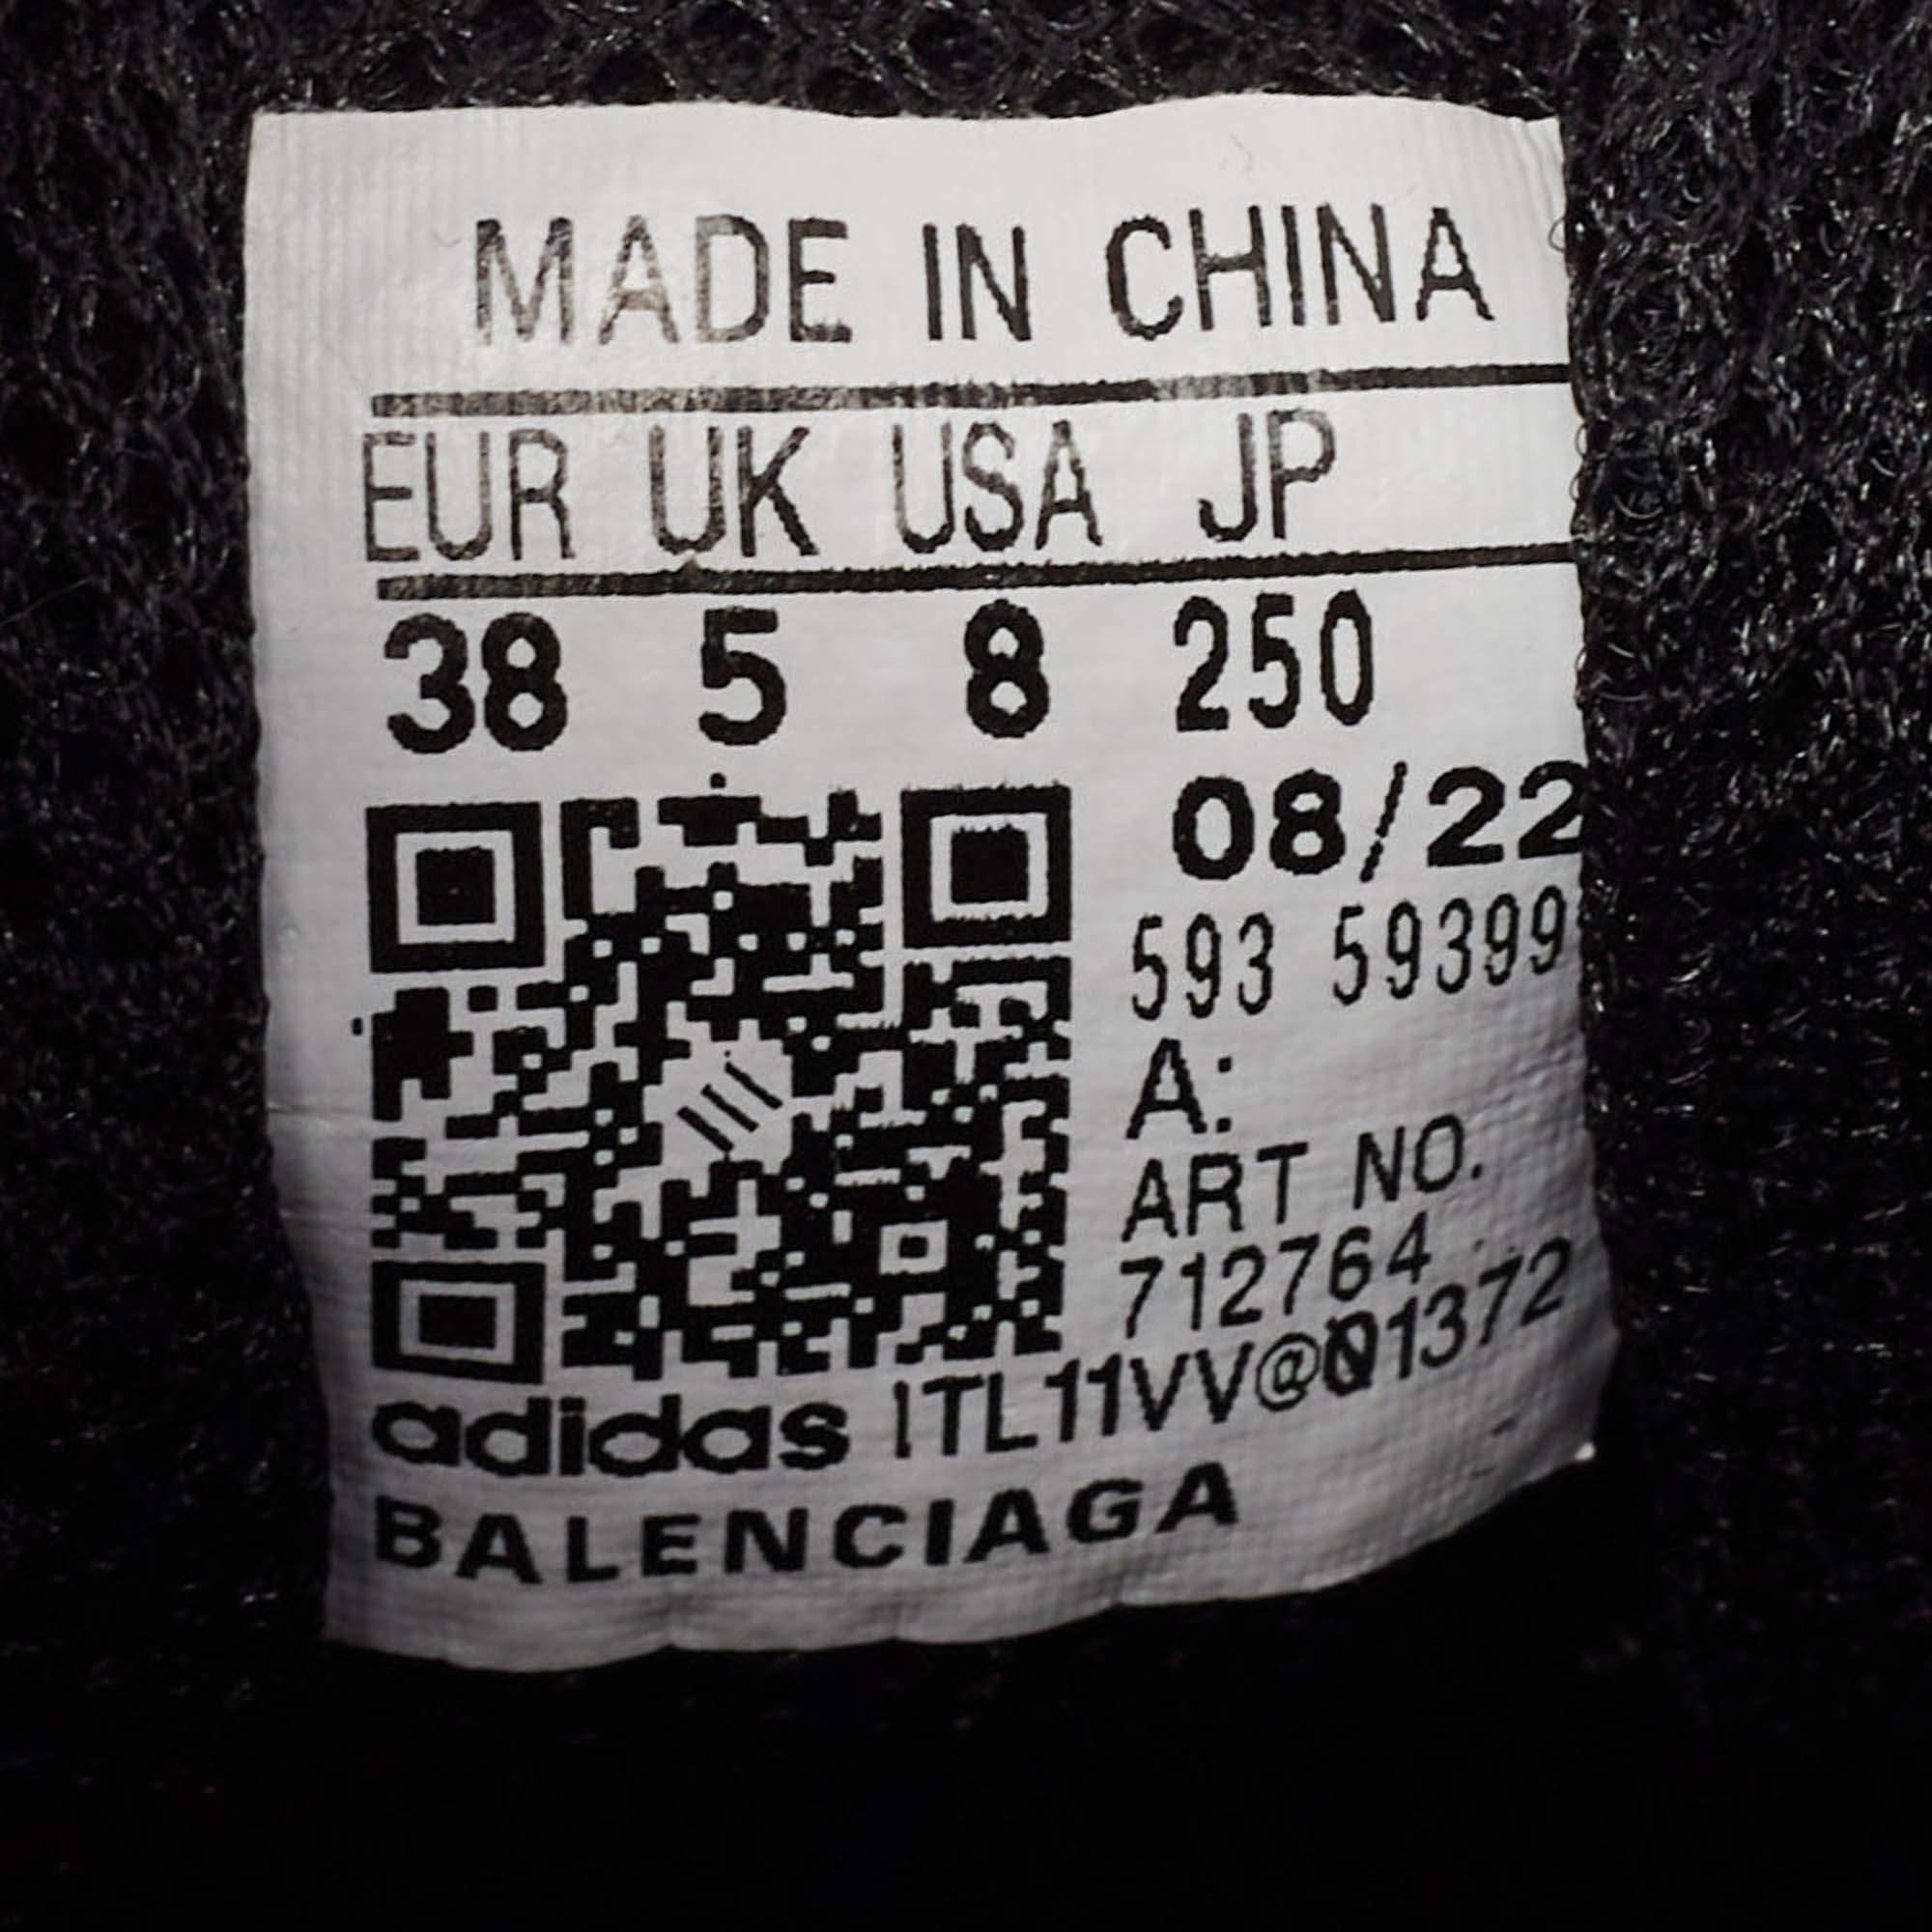 MADE IN CHINA
EUR UK USA JP
38 5 8 250
08/22
593 59399
A:
ART NO.
712764
adidas 1TL11VV@01372
BALENCIAGA